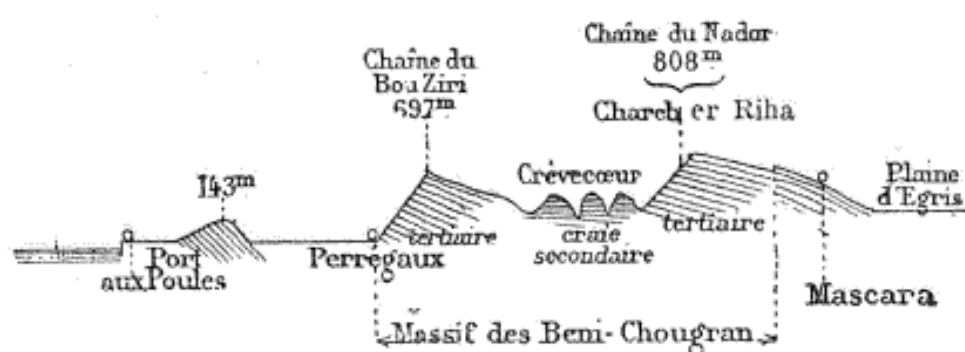 Chaîne du Nador
808m
Chareb er Riha
Chaîne du
Bou Ziri
697m
143m
Crèvecœur
Plaine
d'Egris
Port
aux Poules
Perrégaux
tertiaire
craie
secondaire
tertiaire
Mascara
Massif des Beni-Chougran